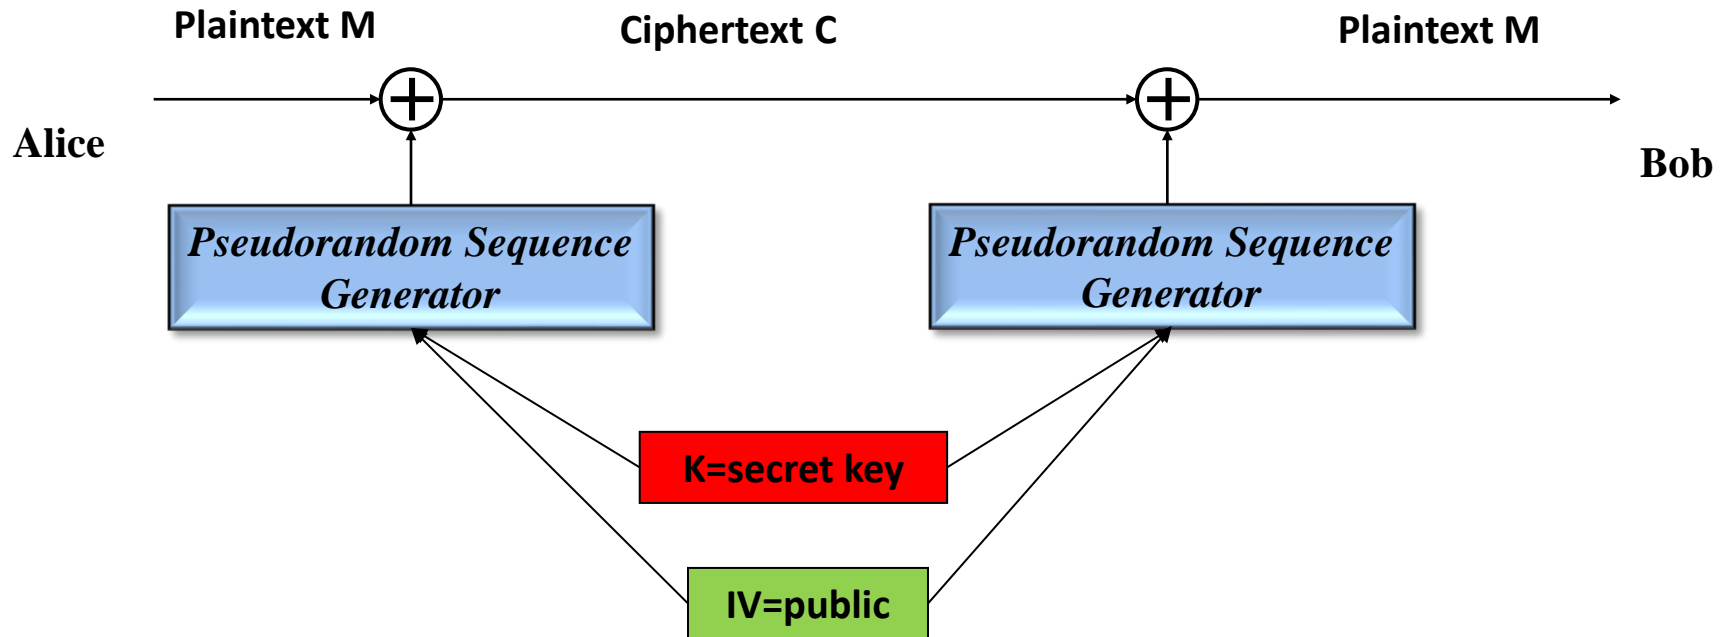 Plaintext M
Ciphertext C
Plaintext M
Alice
Bob
Pseudorandom Sequence
Generator
Pseudorandom Sequence
Generator
K=secret key
IV=public